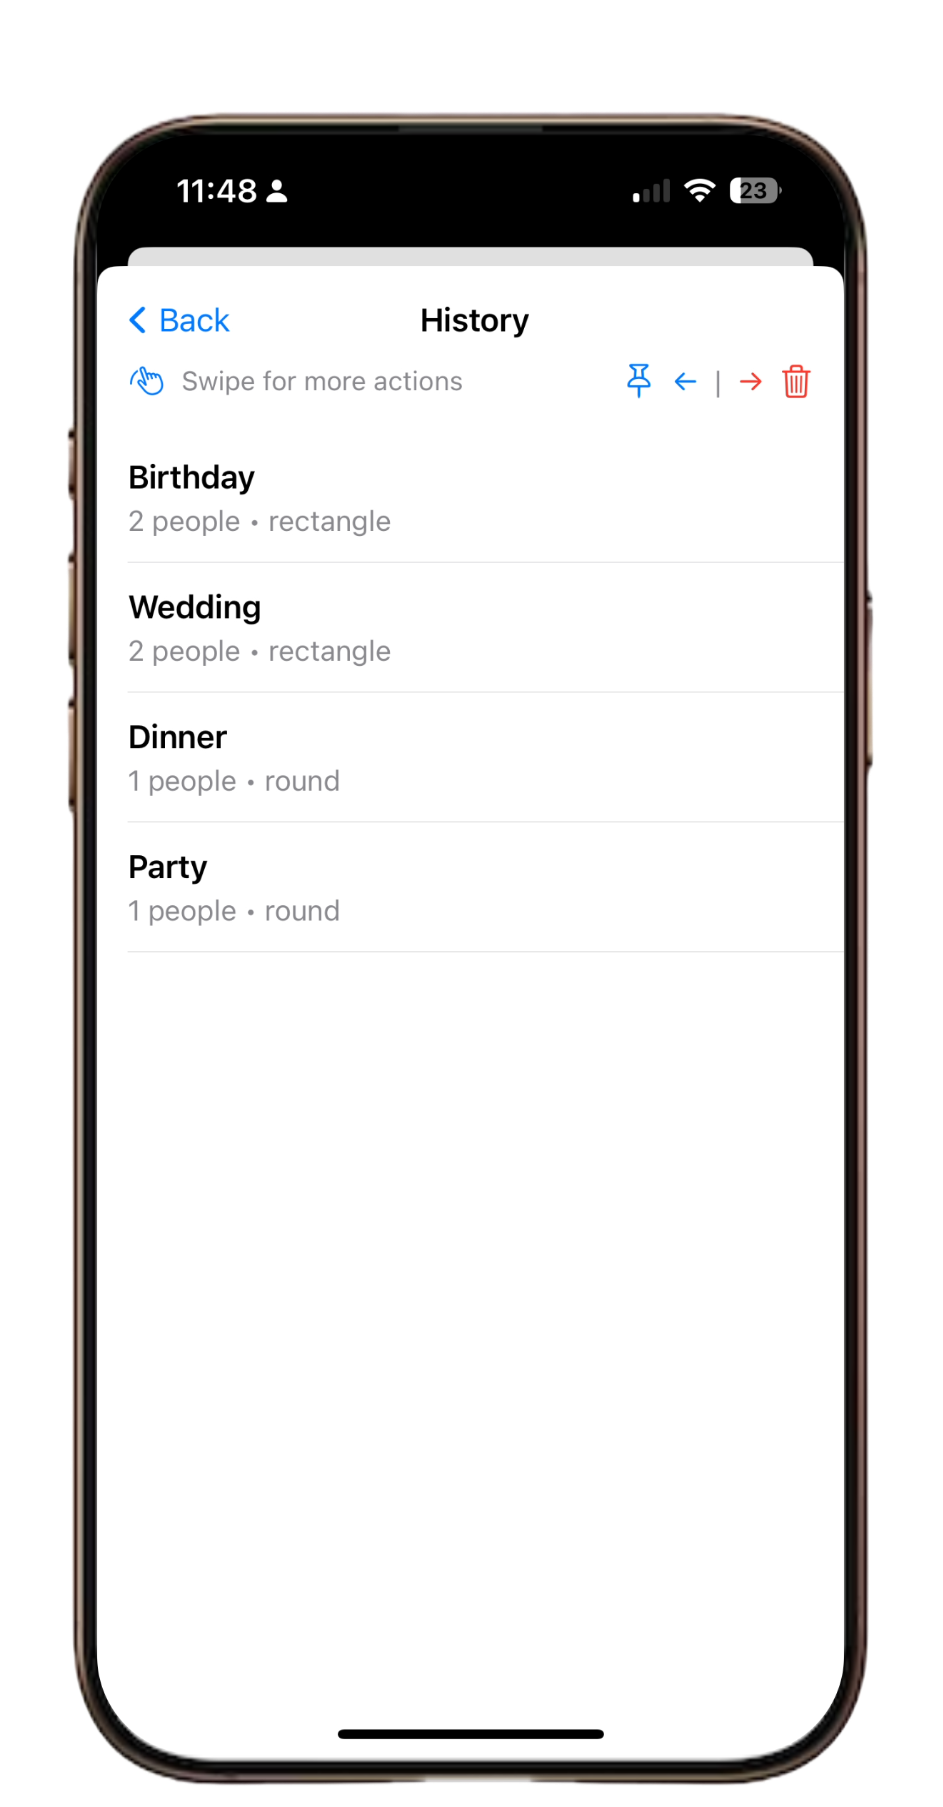 11:48 23
Back History
Swipe for more actions
Birthday
2 people • rectangle
Wedding
2 people • rectangle
Dinner
1 people • round
Party
1 people • round